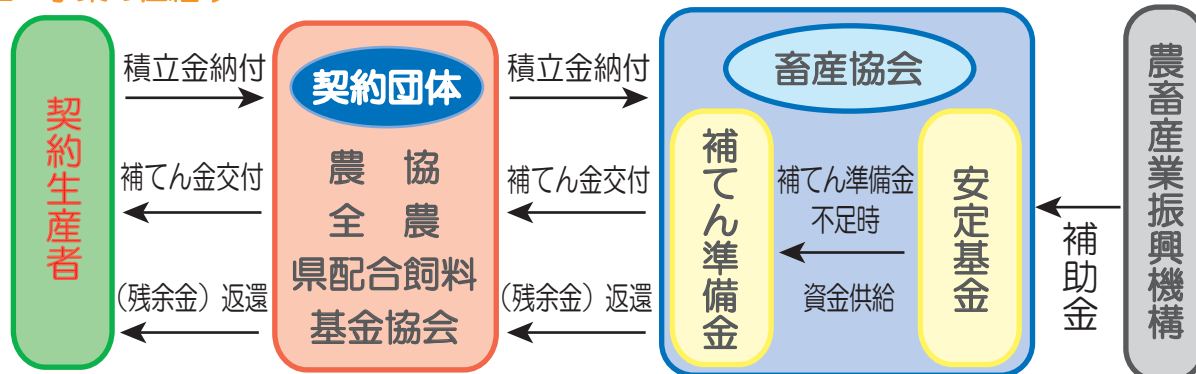 契約生産者
積立金納付
補てん金交付
(残余金) 返還
契約団体
農 協
全 農
県配合飼料
基金協会
積立金納付
補てん金交付
(残余金) 返還
畜産協会
補てん準備金
補てん準備金
不足時
資金供給
安定基金
補助金
農畜産業振興機構